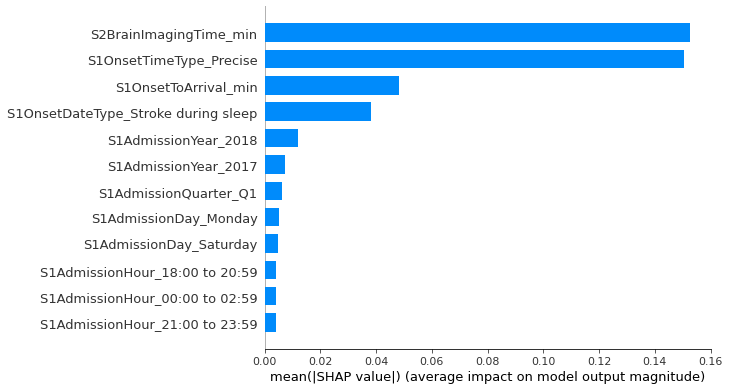 S2BrainImagingTime_min
S1OnsetTimeType_Precise
S1OnsetToArrival_min
S1OnsetDateType_Stroke during sleep
S1AdmissionYear_2018
S1AdmissionYear_2017
S1AdmissionQuarter_Q1
S1AdmissionDay_Monday
S1AdmissionDay_Saturday
S1AdmissionHour_18:00 to 20:59
S1AdmissionHour_00:00 to 02:59
S1AdmissionHour_21:00 to 23:59
0.00 0.02 0.04 0.06 0.08 0.10 0.12 0.14 0.16
mean(|SHAP value|) (average impact on model output magnitude)